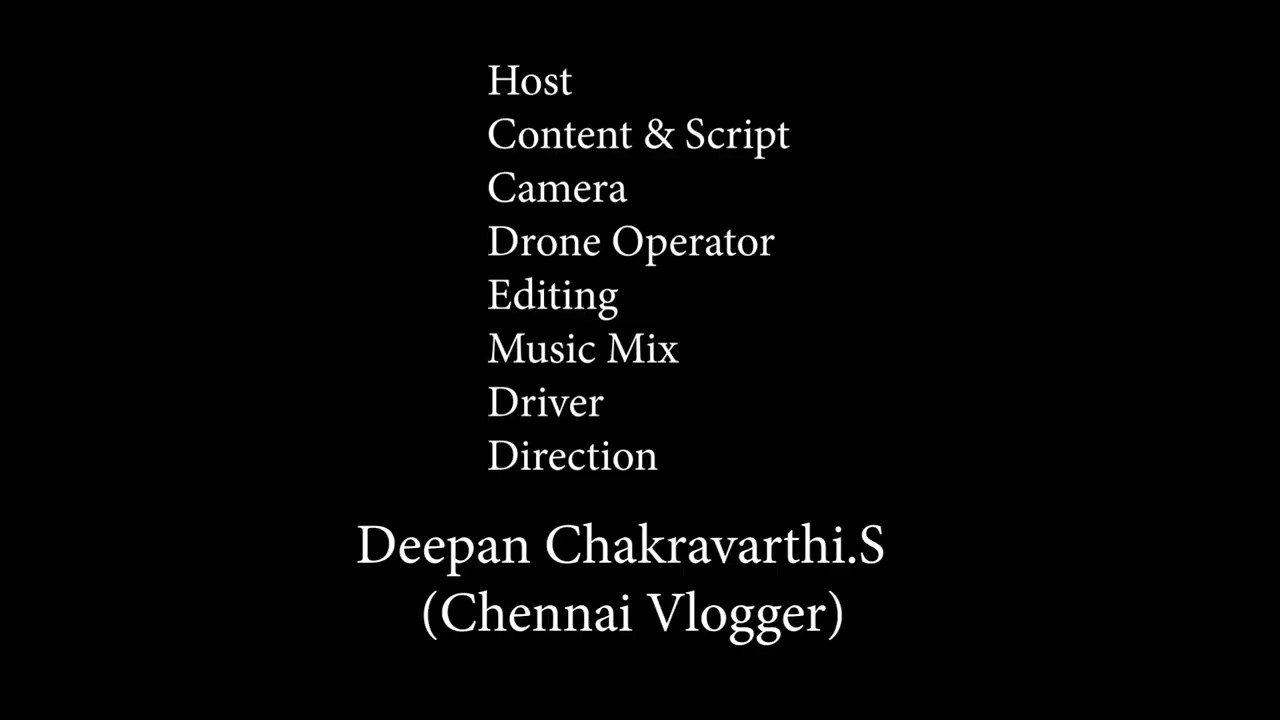 Host
Content & Script
Camera
Drone Operator
Editing
Music Mix
Driver
Direction
Deepan Chakravarthi.S
(Chennai Vlogger)